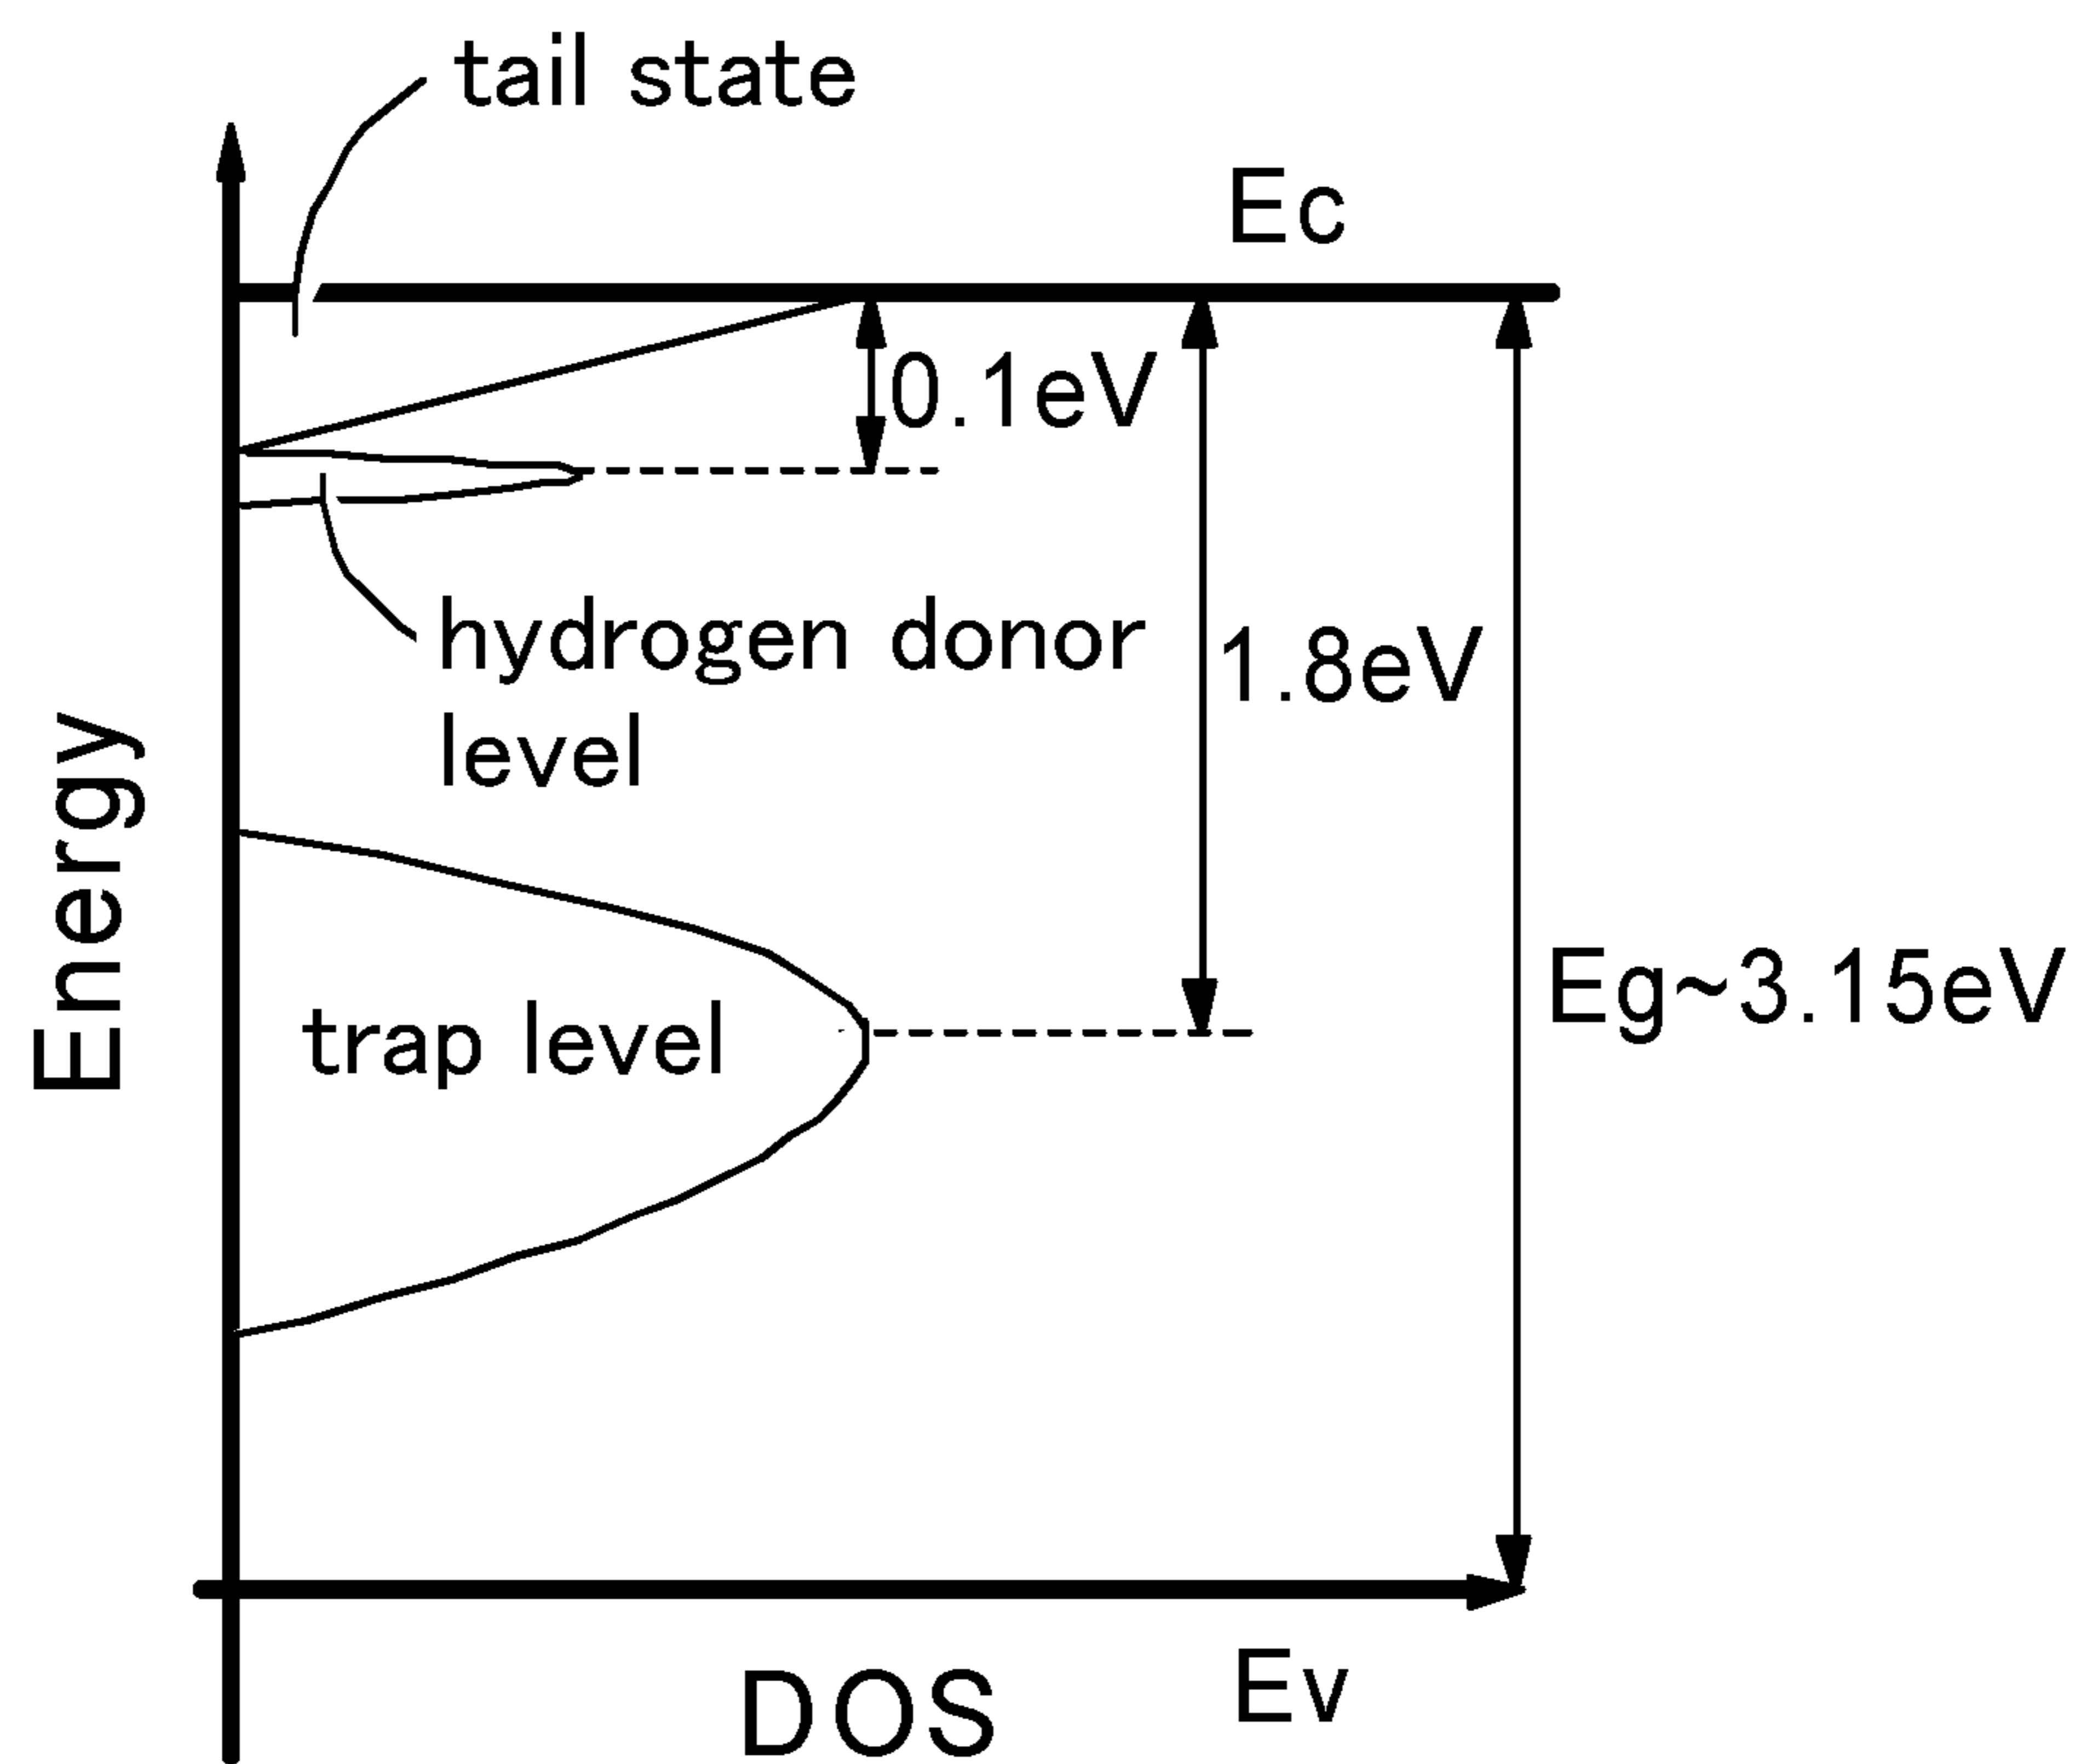 tail state
Ec
0.1eV
hydrogen donor
level
1.8eV
Energy
Eg~3.15eV
trap level
DOS
Ev